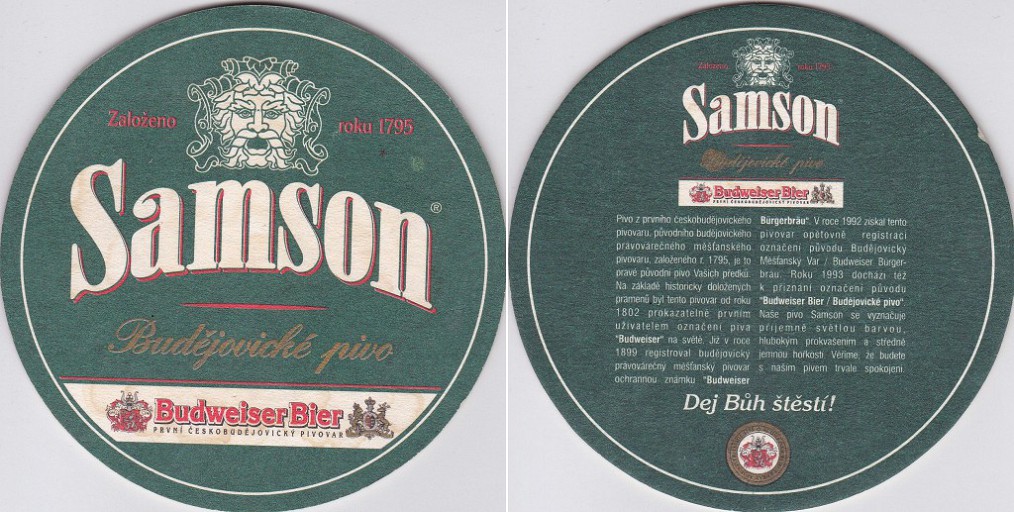 Založeno roku 1795
Samson®
Budějovické pivo
Budweiser Bier
PRVNÍ ČESKOBUDĚJOVICKÝ PIVOVAR
Založeno roku 1795
Samson
Budějovické pivo
Budweiser Bier
PRVNÍ ČESKOBUDĚJOVICKÝ PIVOVAR
Pivo z prvního českobudějovického
pivovaru, původního budějovického
právovárečného měšťanského
pivovaru, založeného r. 1795, je to
pravé původní pivo Vašich předků.
Na základě historicky doložených
pramenů byl tento pivovar od roku
1802 prokazatelně prvním
uživatelem označení piva
"Budweiser" na světě. Již v roce
1899 registroval budějovický
právovárečný měšťanský pivovar
ochrannou známku "Budweiser
Bürgerbräu". V roce 1992 získal tento
pivovar opětovně registraci
označení původu Budějovický
Měšťanský Var / Budweiser Bürger-
bräu. Roku 1993 dochází též
k přiznání označení původu
"Budweiser Bier / Budějovické pivo".
Naše pivo Samson se vyznačuje
příjemně světlou barvou,
hlubokým prokvašením a středně
jemnou hořkostí. Věříme, že budete
s naším pivem trvale spokojeni.
Dej Bůh štěstí!